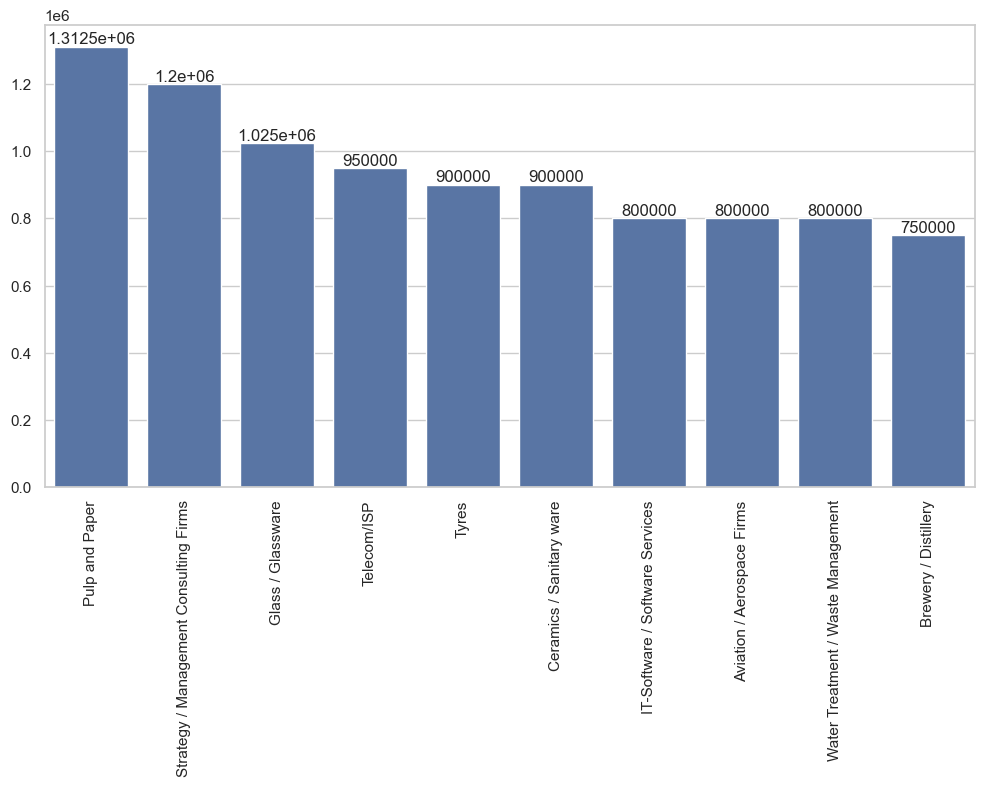 1e6
1.3125e+06
1.2e+06
1.025e+06
950000
900000
900000
800000
800000
800000
750000
1.2
1.0
0.8
0.6
0.4
0.2
0.0
Pulp and Paper
Strategy / Management Consulting Firms
Glass / Glassware
Telecom/ISP
Tyres
Ceramics / Sanitary ware
IT-Software / Software Services
Aviation / Aerospace Firms
Water Treatment / Waste Management
Brewery / Distillery